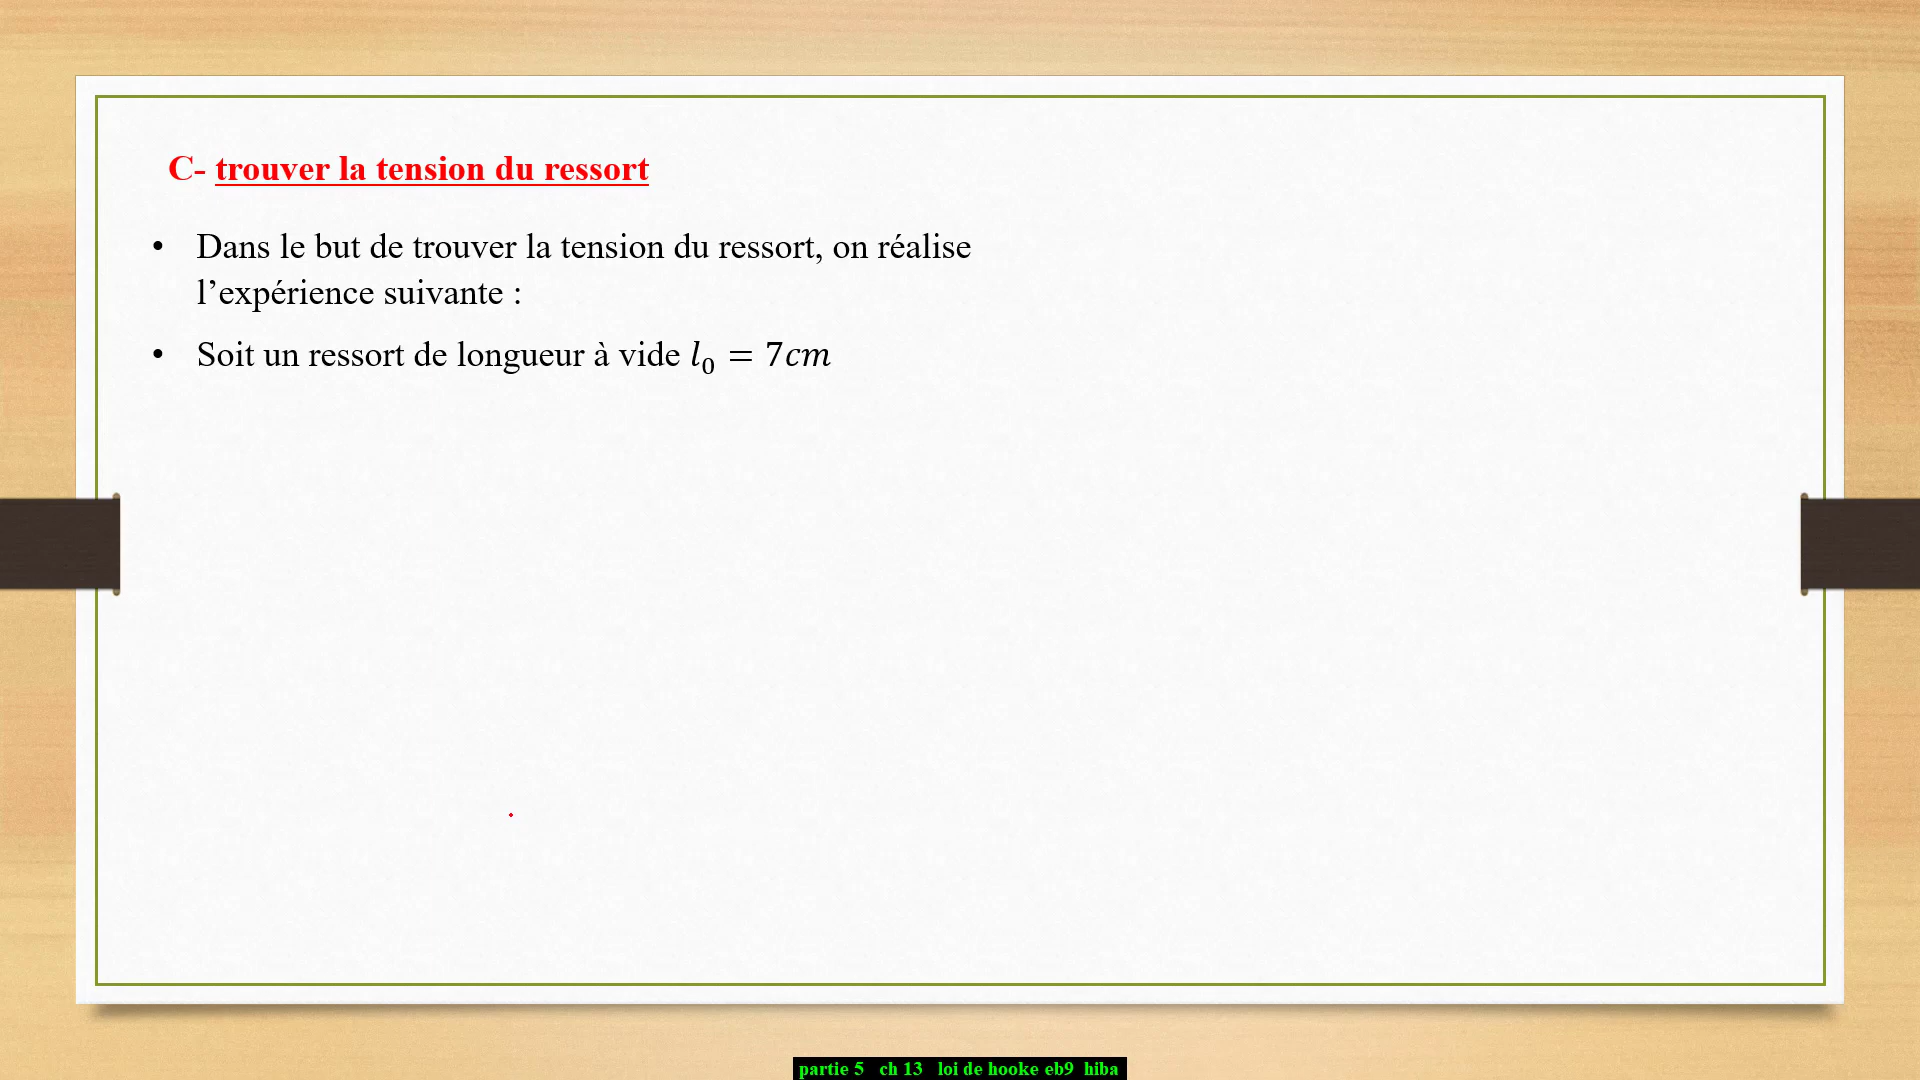 C- trouver la tension du ressort
• Dans le but de trouver la tension du ressort, on réalise
l’expérience suivante :
• Soit un ressort de longueur à vide l₀ = 7cm
partie 5 ch 13 loi de hooke eb9 hiba